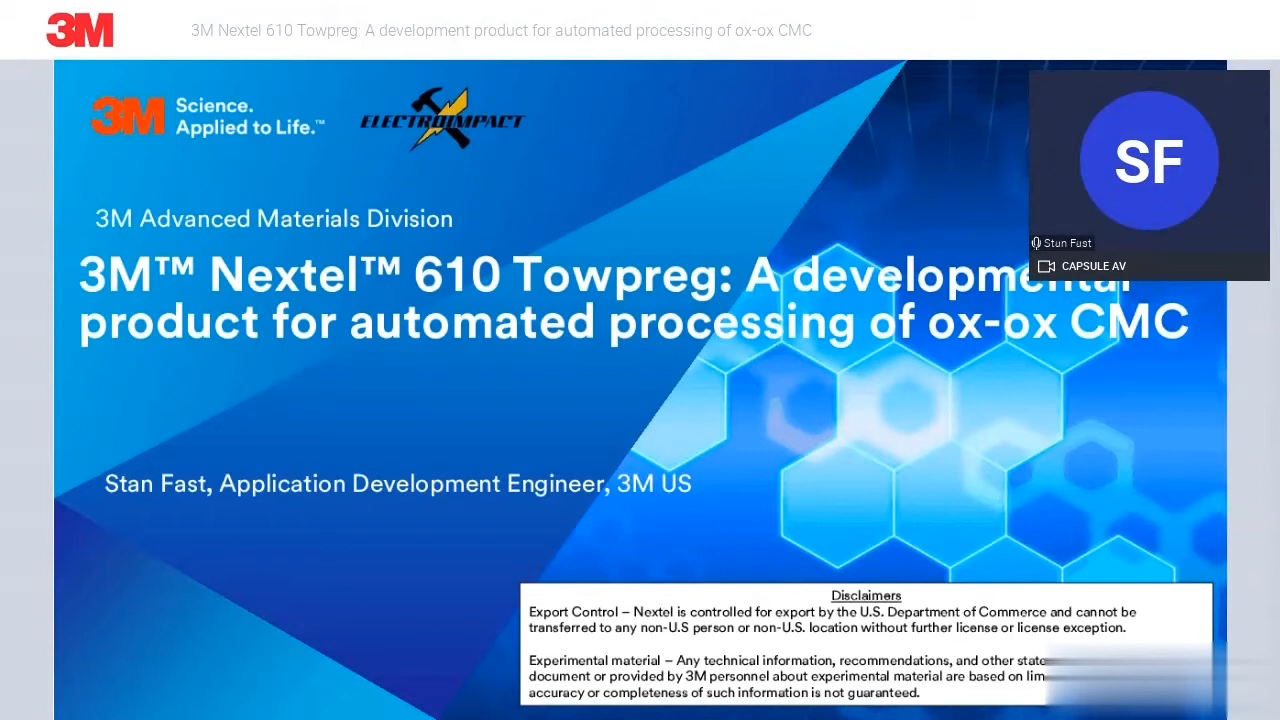 3M
3M Nextel 610 Towpreg: A development product for automated processing of ox-ox CMC
3M Science.
Applied to Life.™
ELECTROIMPACT
SF
Stun Fust
CAPSULE AV
3M Advanced Materials Division
3M™ Nextel™ 610 Towpreg: A developmental
product for automated processing of ox-ox CMC
Stan Fast, Application Development Engineer, 3M US
Disclaimers
Export Control – Nextel is controlled for export by the U.S. Department of Commerce and cannot be
transferred to any non-U.S person or non-U.S. location without further license or license exception.
Experimental material – Any technical information, recommendations, and other state
document or provided by 3M personnel about experimental material are based on lim
accuracy or completeness of such information is not guaranteed.